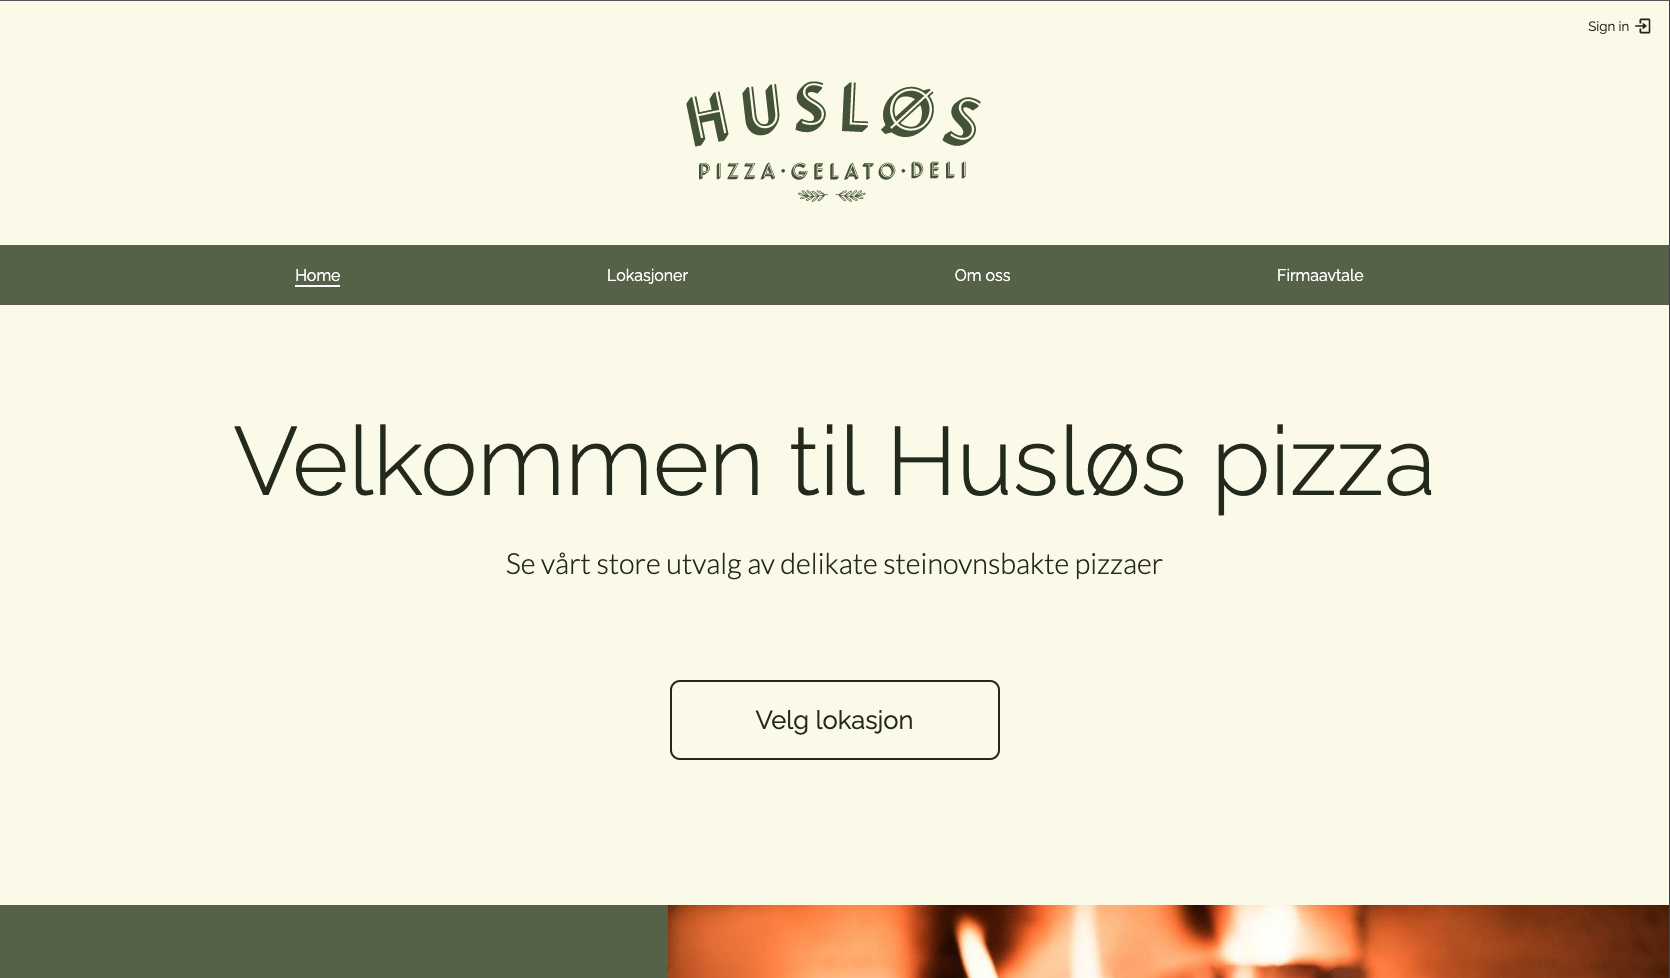 Sign in
HUSLØS
PIZZA·GELATO·DELI
Home Lokasjoner Om oss Firmaavtale
Velkommen til Husløs pizza
Se vårt store utvalg av delikate steinovnsbakte pizzaer
Velg lokasjon